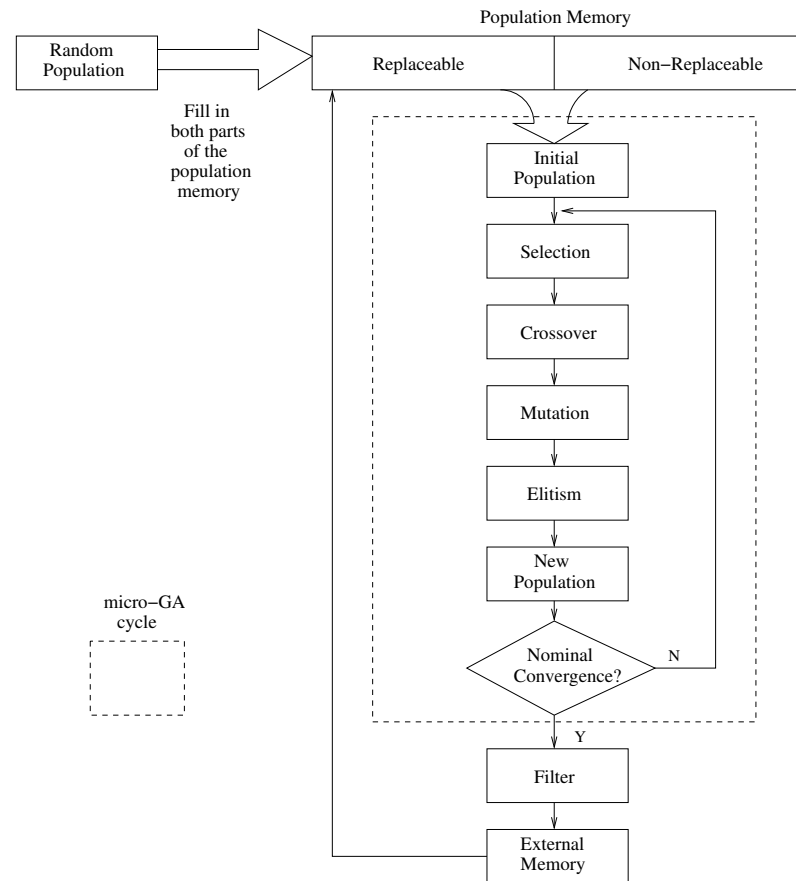 Population Memory
Random
Population
Replaceable
Non−Replaceable
Fill in
both parts
of the
population
memory
Initial
Population
Selection
Crossover
Mutation
Elitism
New
Population
micro−GA
cycle
Nominal
Convergence?
N
Y
Filter
External
Memory